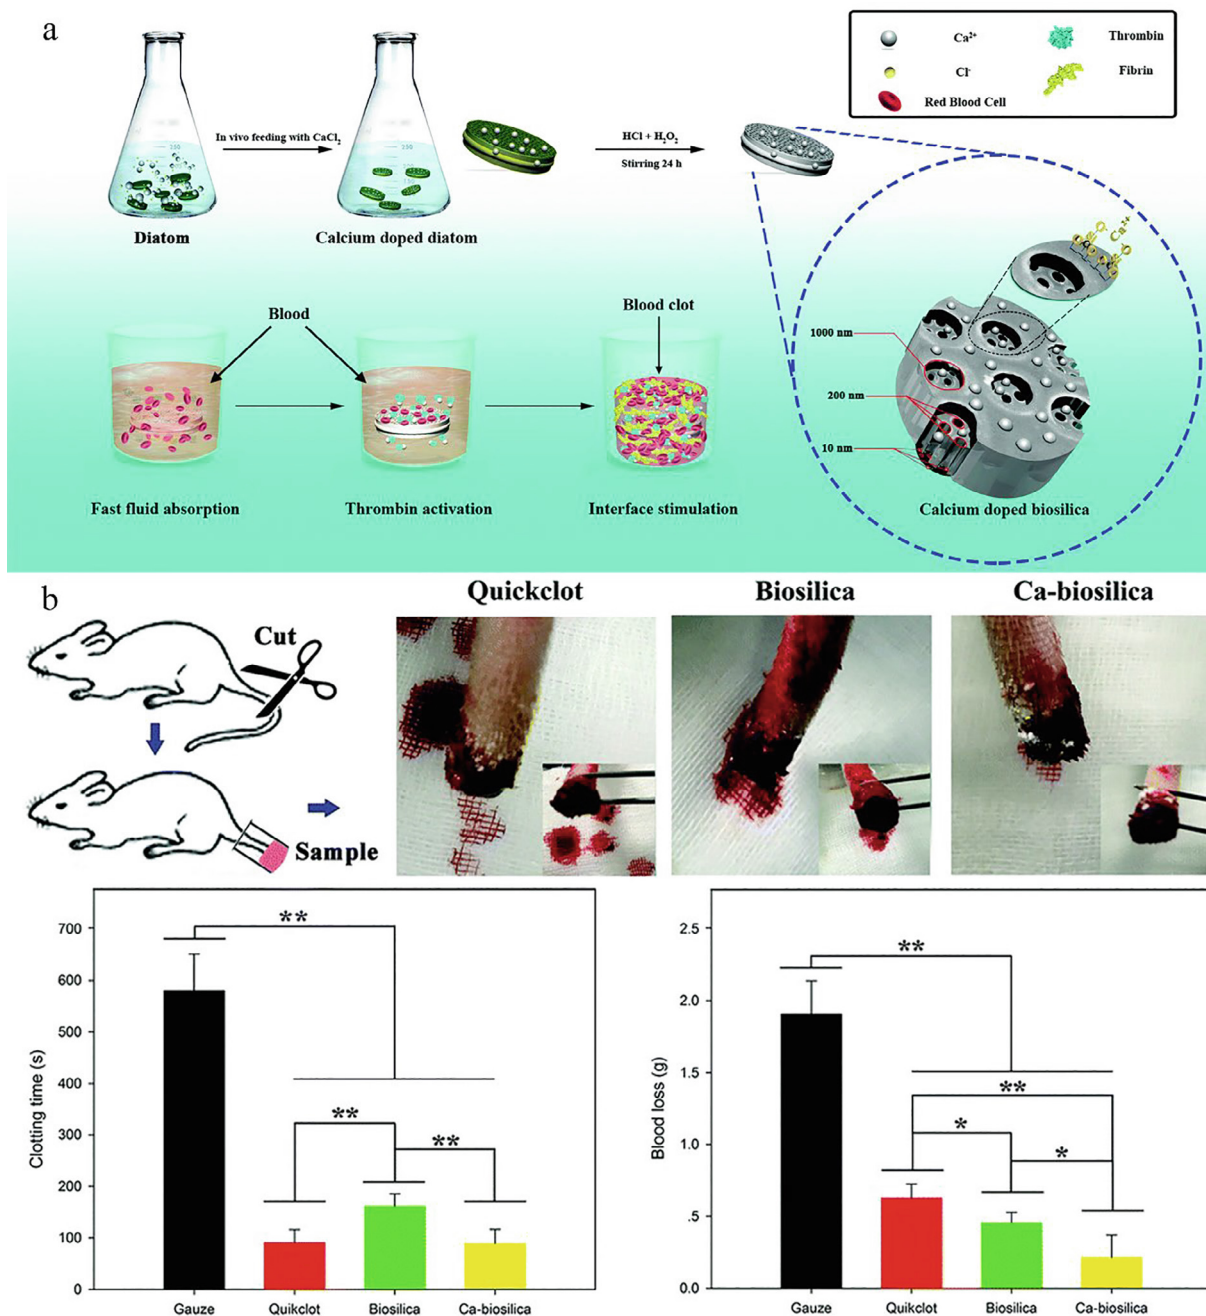 a
Ca²⁺
Thrombin
Cl⁻
Fibrin
Red Blood Cell
In vivo feeding with CaCl₂
HCl + H₂O₂
Stirring 24 h
Diatom
Calcium doped diatom
Ca²⁺
Blood
Blood clot
1000 nm
200 nm
10 nm
Fast fluid absorption
Thrombin activation
Interface stimulation
Calcium doped biosilica
b
Quickclot
Biosilica
Ca-biosilica
Cut
Sample
Clotting time (s)
700
600
500
400
300
200
100
0
**
**
**
Gauze
Quikclot
Biosilica
Ca-biosilica
Blood loss (g)
2.5
2.0
1.5
1.0
.5
0.0
**
**
*
*
Gauze
Quikclot
Biosilica
Ca-biosilica